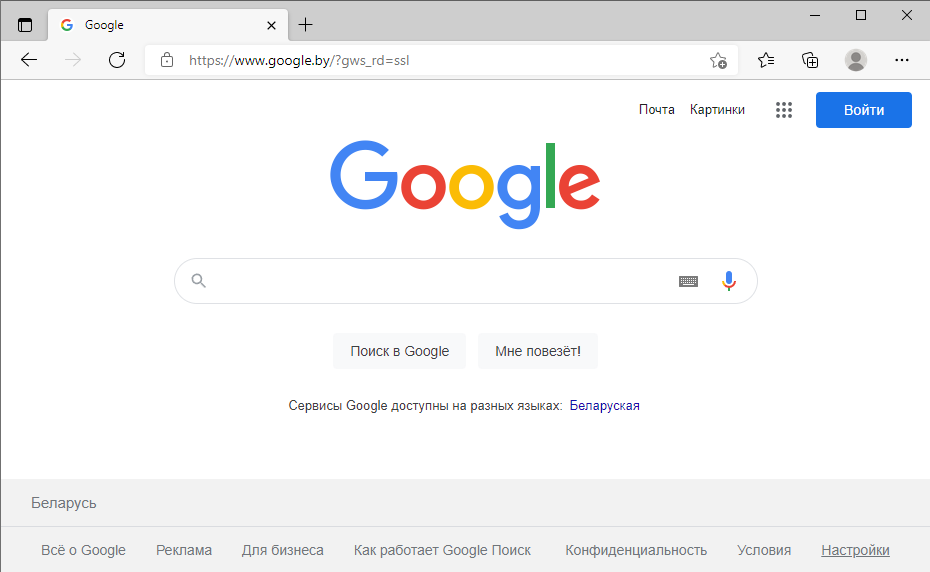 Google
https://www.google.by/?gws_rd=ssl
Почта Картинки Войти
Google
Поиск в Google Мне повезёт!
Сервисы Google доступны на разных языках: Беларуская
Беларусь
Всё о Google Реклама Для бизнеса Как работает Google Поиск Конфиденциальность Условия Настройки